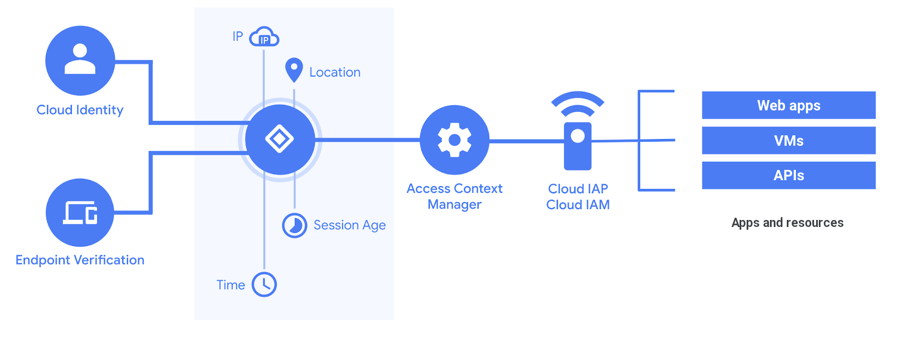 Cloud Identity
Endpoint Verification
IP
IP
Location
Session Age
Time
Access Context
Manager
Cloud IAP
Cloud IAM
Web apps
VMs
APIs
Apps and resources